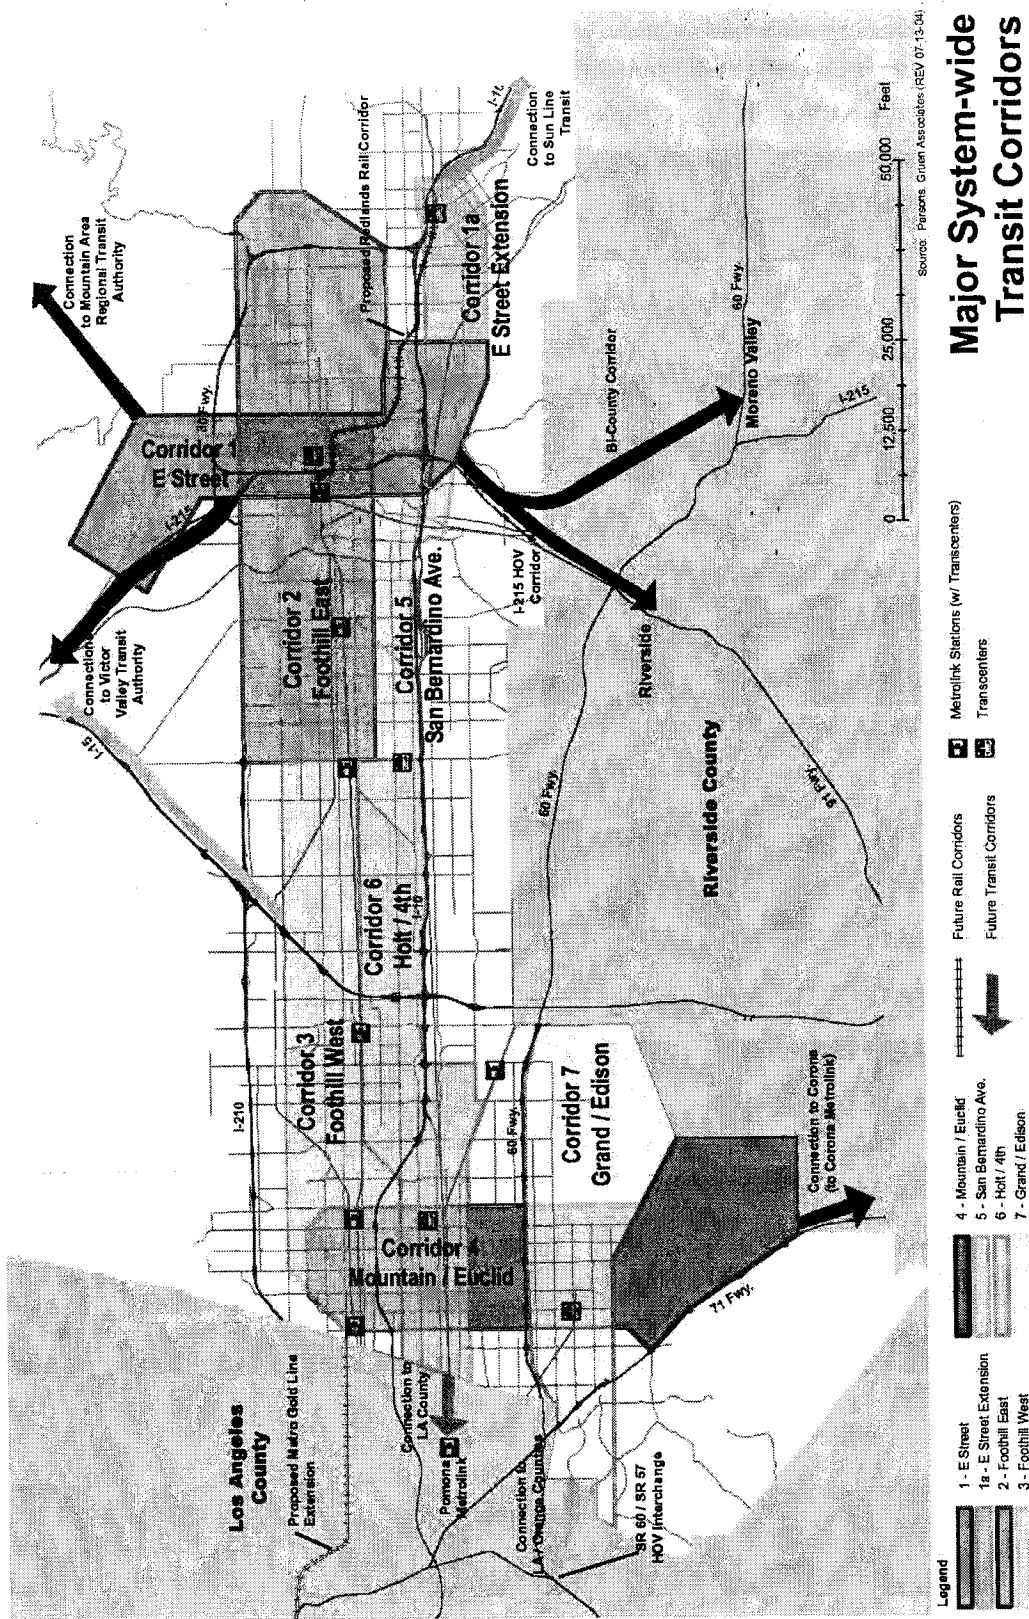 Los Angeles
County
Proposed Metro Gold Line
Extension
Connection to
LA County
Pomona
Metrolink
Connection to
LA / Orange Counties
SR 60 / SR 57
HOV Interchange
I-210
Corridor 3
Foothill West
Corridor 4
Mountain / Euclid
60 Fwy.
Corridor 7
Grand / Edison
71 Fwy.
Connection to Corona
(to Corona Metrolink)
Corridor 6
Holt / 4th
I-10
I-15
Connection
to Victor
Valley Transit
Authority
Corridor 2
Foothill East
Corridor 5
San Bernardino Ave.
60 Fwy.
Riverside County
91 Fwy.
Riverside
I-215 HOV
Corridor
I-215
Corridor 1
E Street
Connection
to Mountain Area
Regional Transit
Authority
Proposed Redlands Rail Corridor
Corridor 1a
E Street Extension
Connection
to Sun Line
Transit
Bi-County Corridor
60 Fwy.
Moreno Valley
I-215
0
12,500
25,000
50,000
Feet
Source: Parsons, Gruen Associates (REV 07-13-04)
Major System-wide
Transit Corridors
Legend
1 - E Street
1a - E Street Extension
2 - Foothill East
3 - Foothill West
4 - Mountain / Euclid
5 - San Bernardino Ave.
6 - Holt / 4th
7 - Grand / Edison
Future Rail Corridors
Future Transit Corridors
Metrolink Stations (w/ Transcenters)
Transcenters